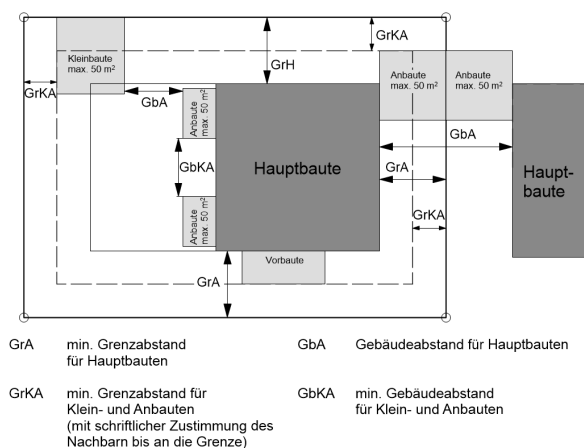 Kleinbaute
max. 50 m²
GrKA
GrH
GrKA
GbA
Anbaute
max. 50 m²
Anbaute
max. 50 m²
Anbaute
max. 50 m²
GbKA
Hauptbaute
GbA
GrA
Haupt-
baute
GrKA
Anbaute
max. 50 m²
GrA
Vorbaute
GrA min. Grenzabstand
für Hauptbauten
GbA Gebäudeabstand für Hauptbauten
GrKA min. Grenzabstand für
Klein- und Anbauten
(mit schriftlicher Zustimmung des
Nachbarn bis an die Grenze)
GbKA min. Gebäudeabstand
für Klein- und Anbauten